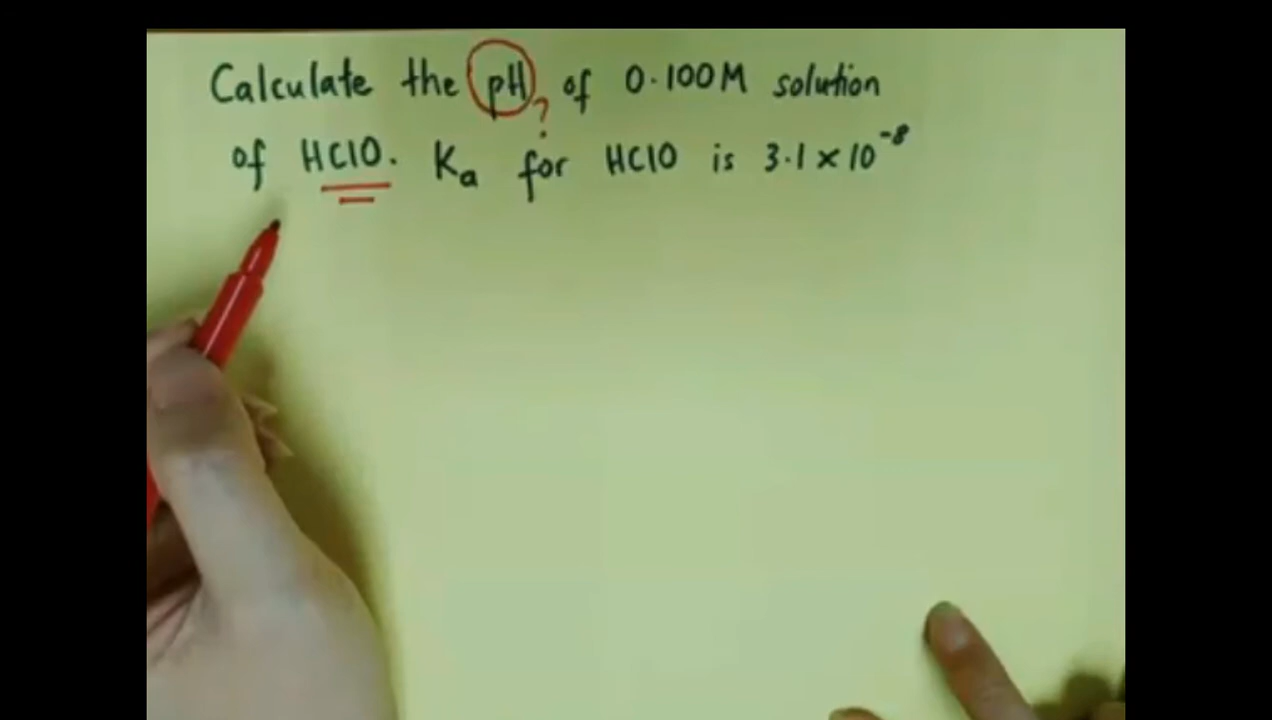 Calculate the pH ? of 0.100M solution
of HClO. Ka for HClO is 3.1 × 10⁻⁸